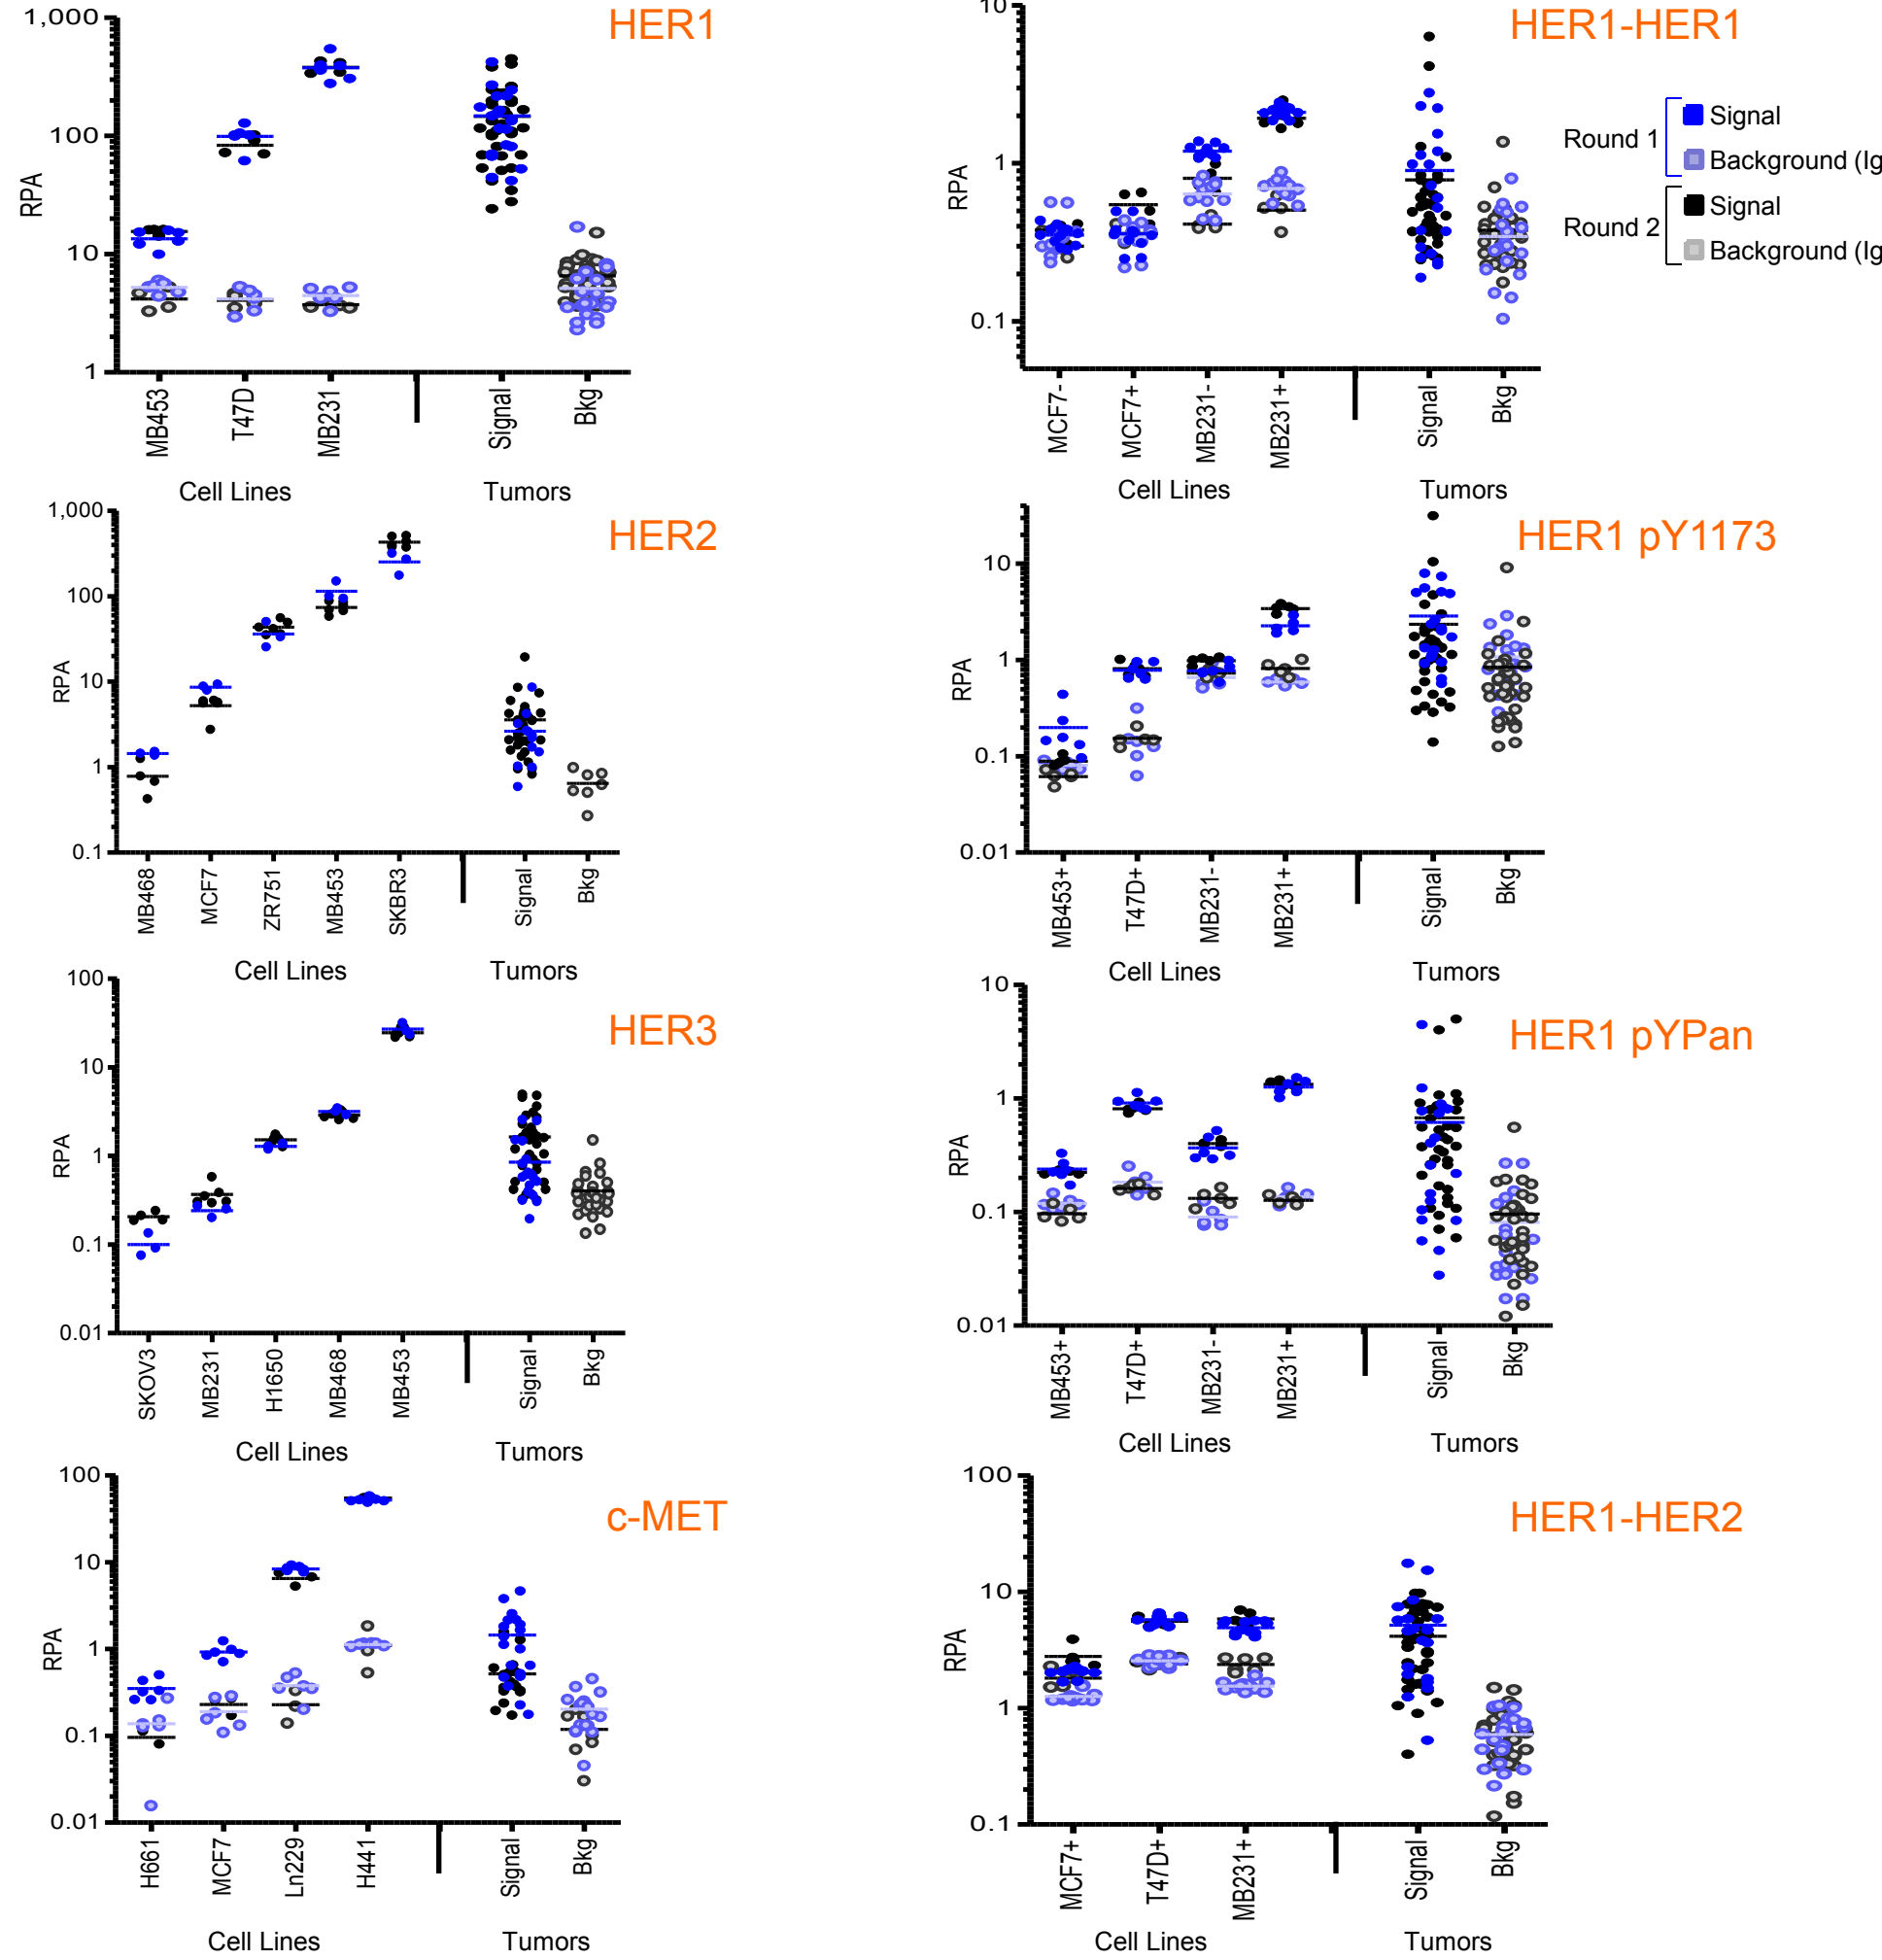 HER1
1,000
100
10
1
RPA
MB453
T47D
MB231
Signal
Bkg
Cell Lines
Tumors
HER1-HER1
10
1
0.1
RPA
MCF7-
MCF7+
MB231-
MB231+
Signal
Bkg
Cell Lines
Tumors
Round 1
Signal
Background (Ig
Round 2
Signal
Background (Ig
HER2
1,000
100
10
1
0.1
RPA
MB468
MCF7
ZR751
MB453
SKBR3
Signal
Bkg
Cell Lines
Tumors
HER1 pY1173
10
1
0.1
0.01
RPA
MB453+
T47D+
MB231-
MB231+
Signal
Bkg
Cell Lines
Tumors
HER3
100
10
1
0.1
0.01
RPA
SKOV3
MB231
H1650
MB468
MB453
Signal
Bkg
Cell Lines
Tumors
HER1 pYPan
10
1
0.1
0.01
RPA
MB453+
T47D+
MB231-
MB231+
Signal
Bkg
Cell Lines
Tumors
c-MET
100
10
1
0.1
0.01
RPA
H661
MCF7
Ln229
H441
Signal
Bkg
Cell Lines
Tumors
HER1-HER2
100
10
1
0.1
RPA
MCF7+
T47D+
MB231+
Signal
Bkg
Cell Lines
Tumors